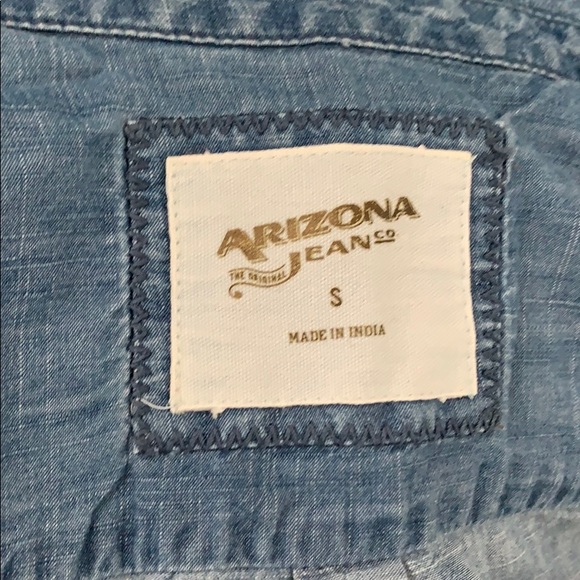 ARIZONA
JEAN CO
THE ORIGINAL
S
MADE IN INDIA